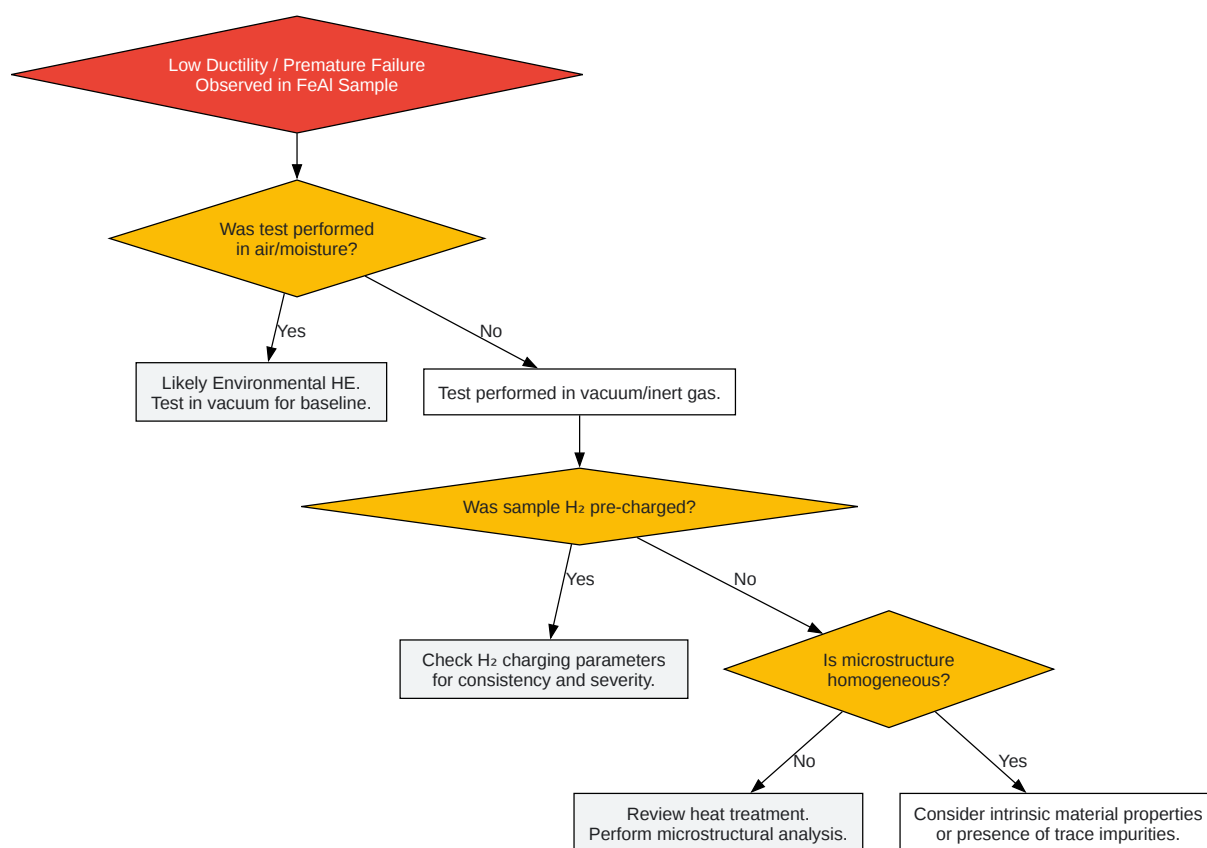 Low Ductility / Premature Failure
Observed in FeAl Sample
Was test performed
in air/moisture?
Yes
No
Likely Environmental HE.
Test in vacuum for baseline.
Test performed in vacuum/inert gas.
Was sample H₂ pre-charged?
Yes
No
Check H₂ charging parameters
for consistency and severity.
Is microstructure
homogeneous?
No
Yes
Review heat treatment.
Perform microstructural analysis.
Consider intrinsic material properties
or presence of trace impurities.